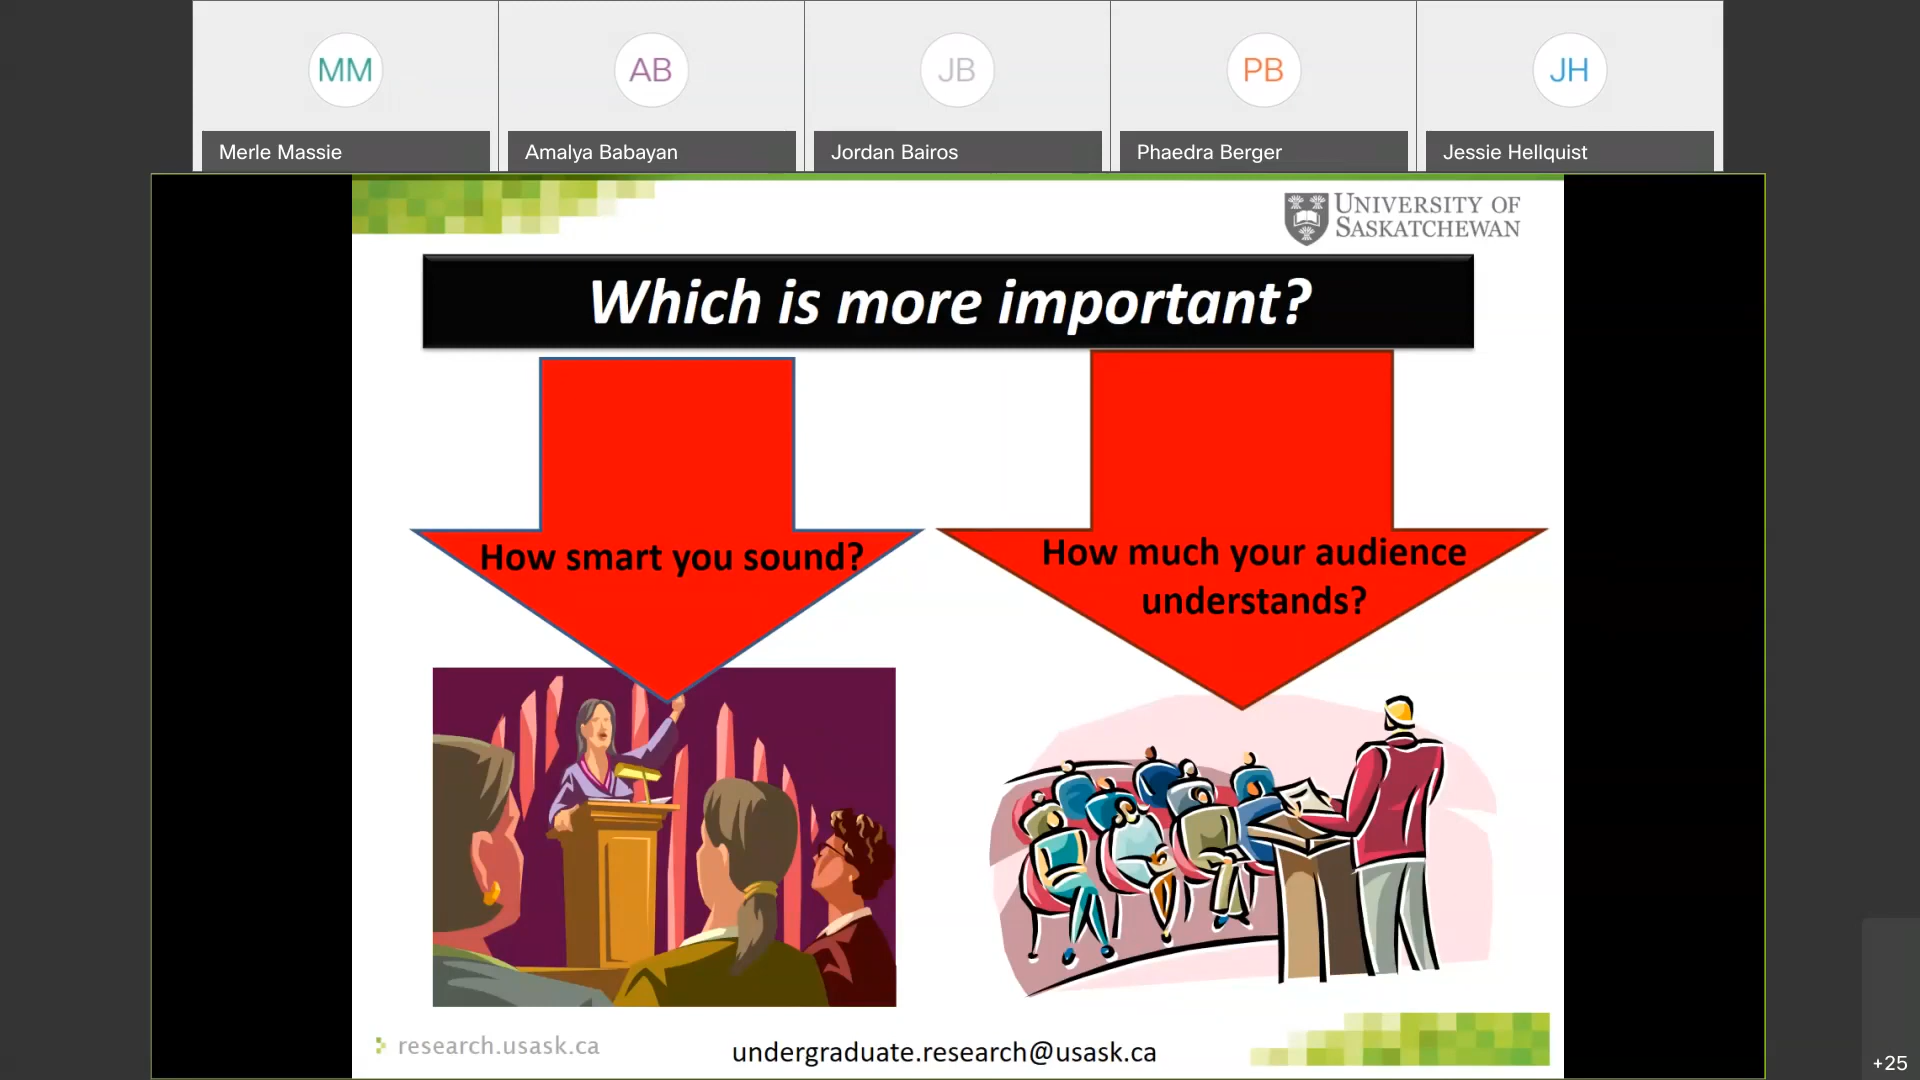 MM
AB
JB
PB
JH
Merle Massie
Amalya Babayan
Jordan Bairos
Phaedra Berger
Jessie Hellquist
UNIVERSITY OF
SASKATCHEWAN
Which is more important?
How smart you sound?
How much your audience
understands?
research.usask.ca
undergraduate.research@usask.ca
+25